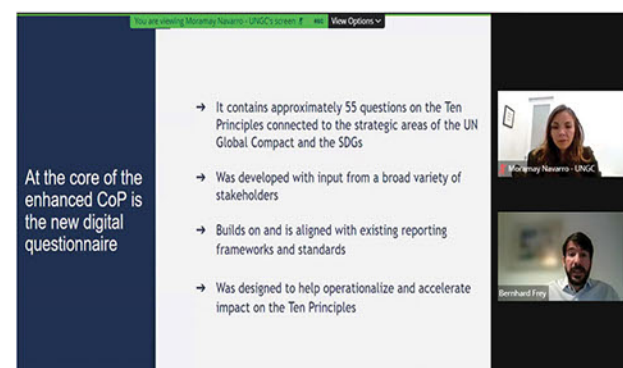 You are viewing Moramay Navarro - UNGC's screen
REC
View Options
At the core of the
enhanced CoP is
the new digital
questionnaire
→ It contains approximately 55 questions on the Ten
Principles connected to the strategic areas of the UN
Global Compact and the SDGs
→ Was developed with input from a broad variety of
stakeholders
→ Builds on and is aligned with existing reporting
frameworks and standards
→ Was designed to help operationalize and accelerate
impact on the Ten Principles
Moramay Navarro - UNGC
Bernhard Frey